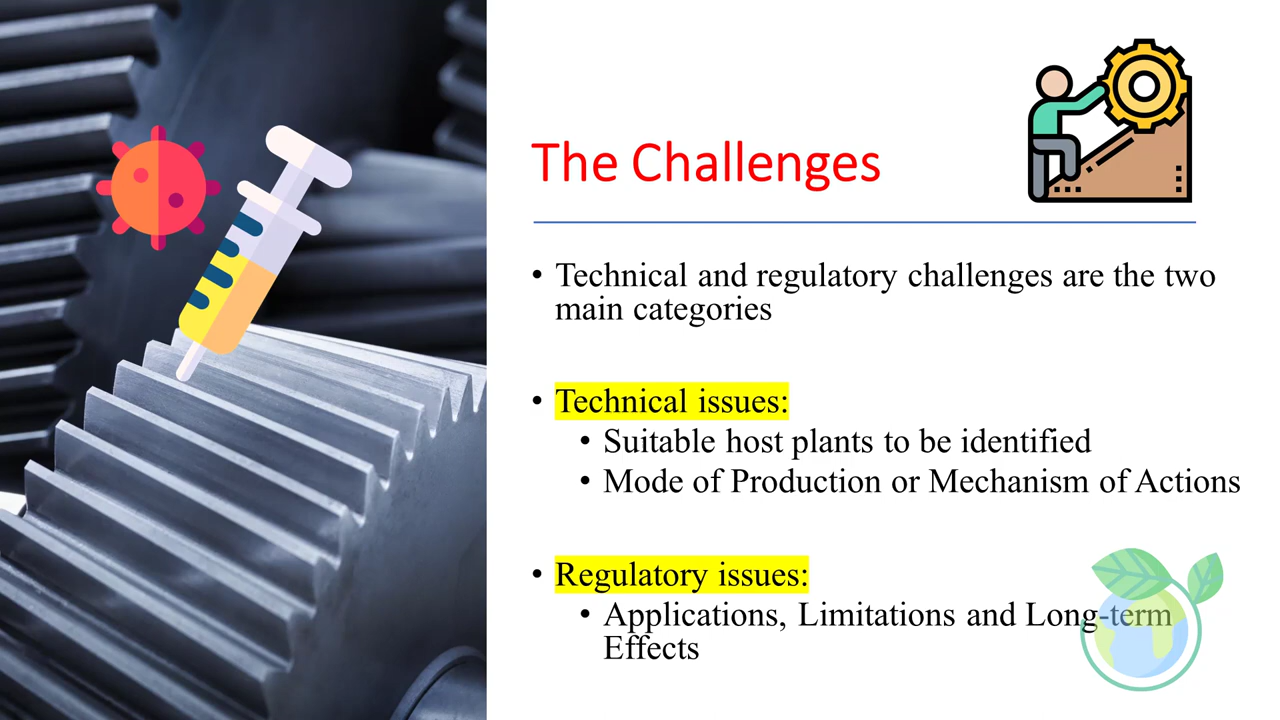 The Challenges
• Technical and regulatory challenges are the two
main categories
• Technical issues:
• Suitable host plants to be identified
• Mode of Production or Mechanism of Actions
• Regulatory issues:
• Applications, Limitations and Long-term
Effects